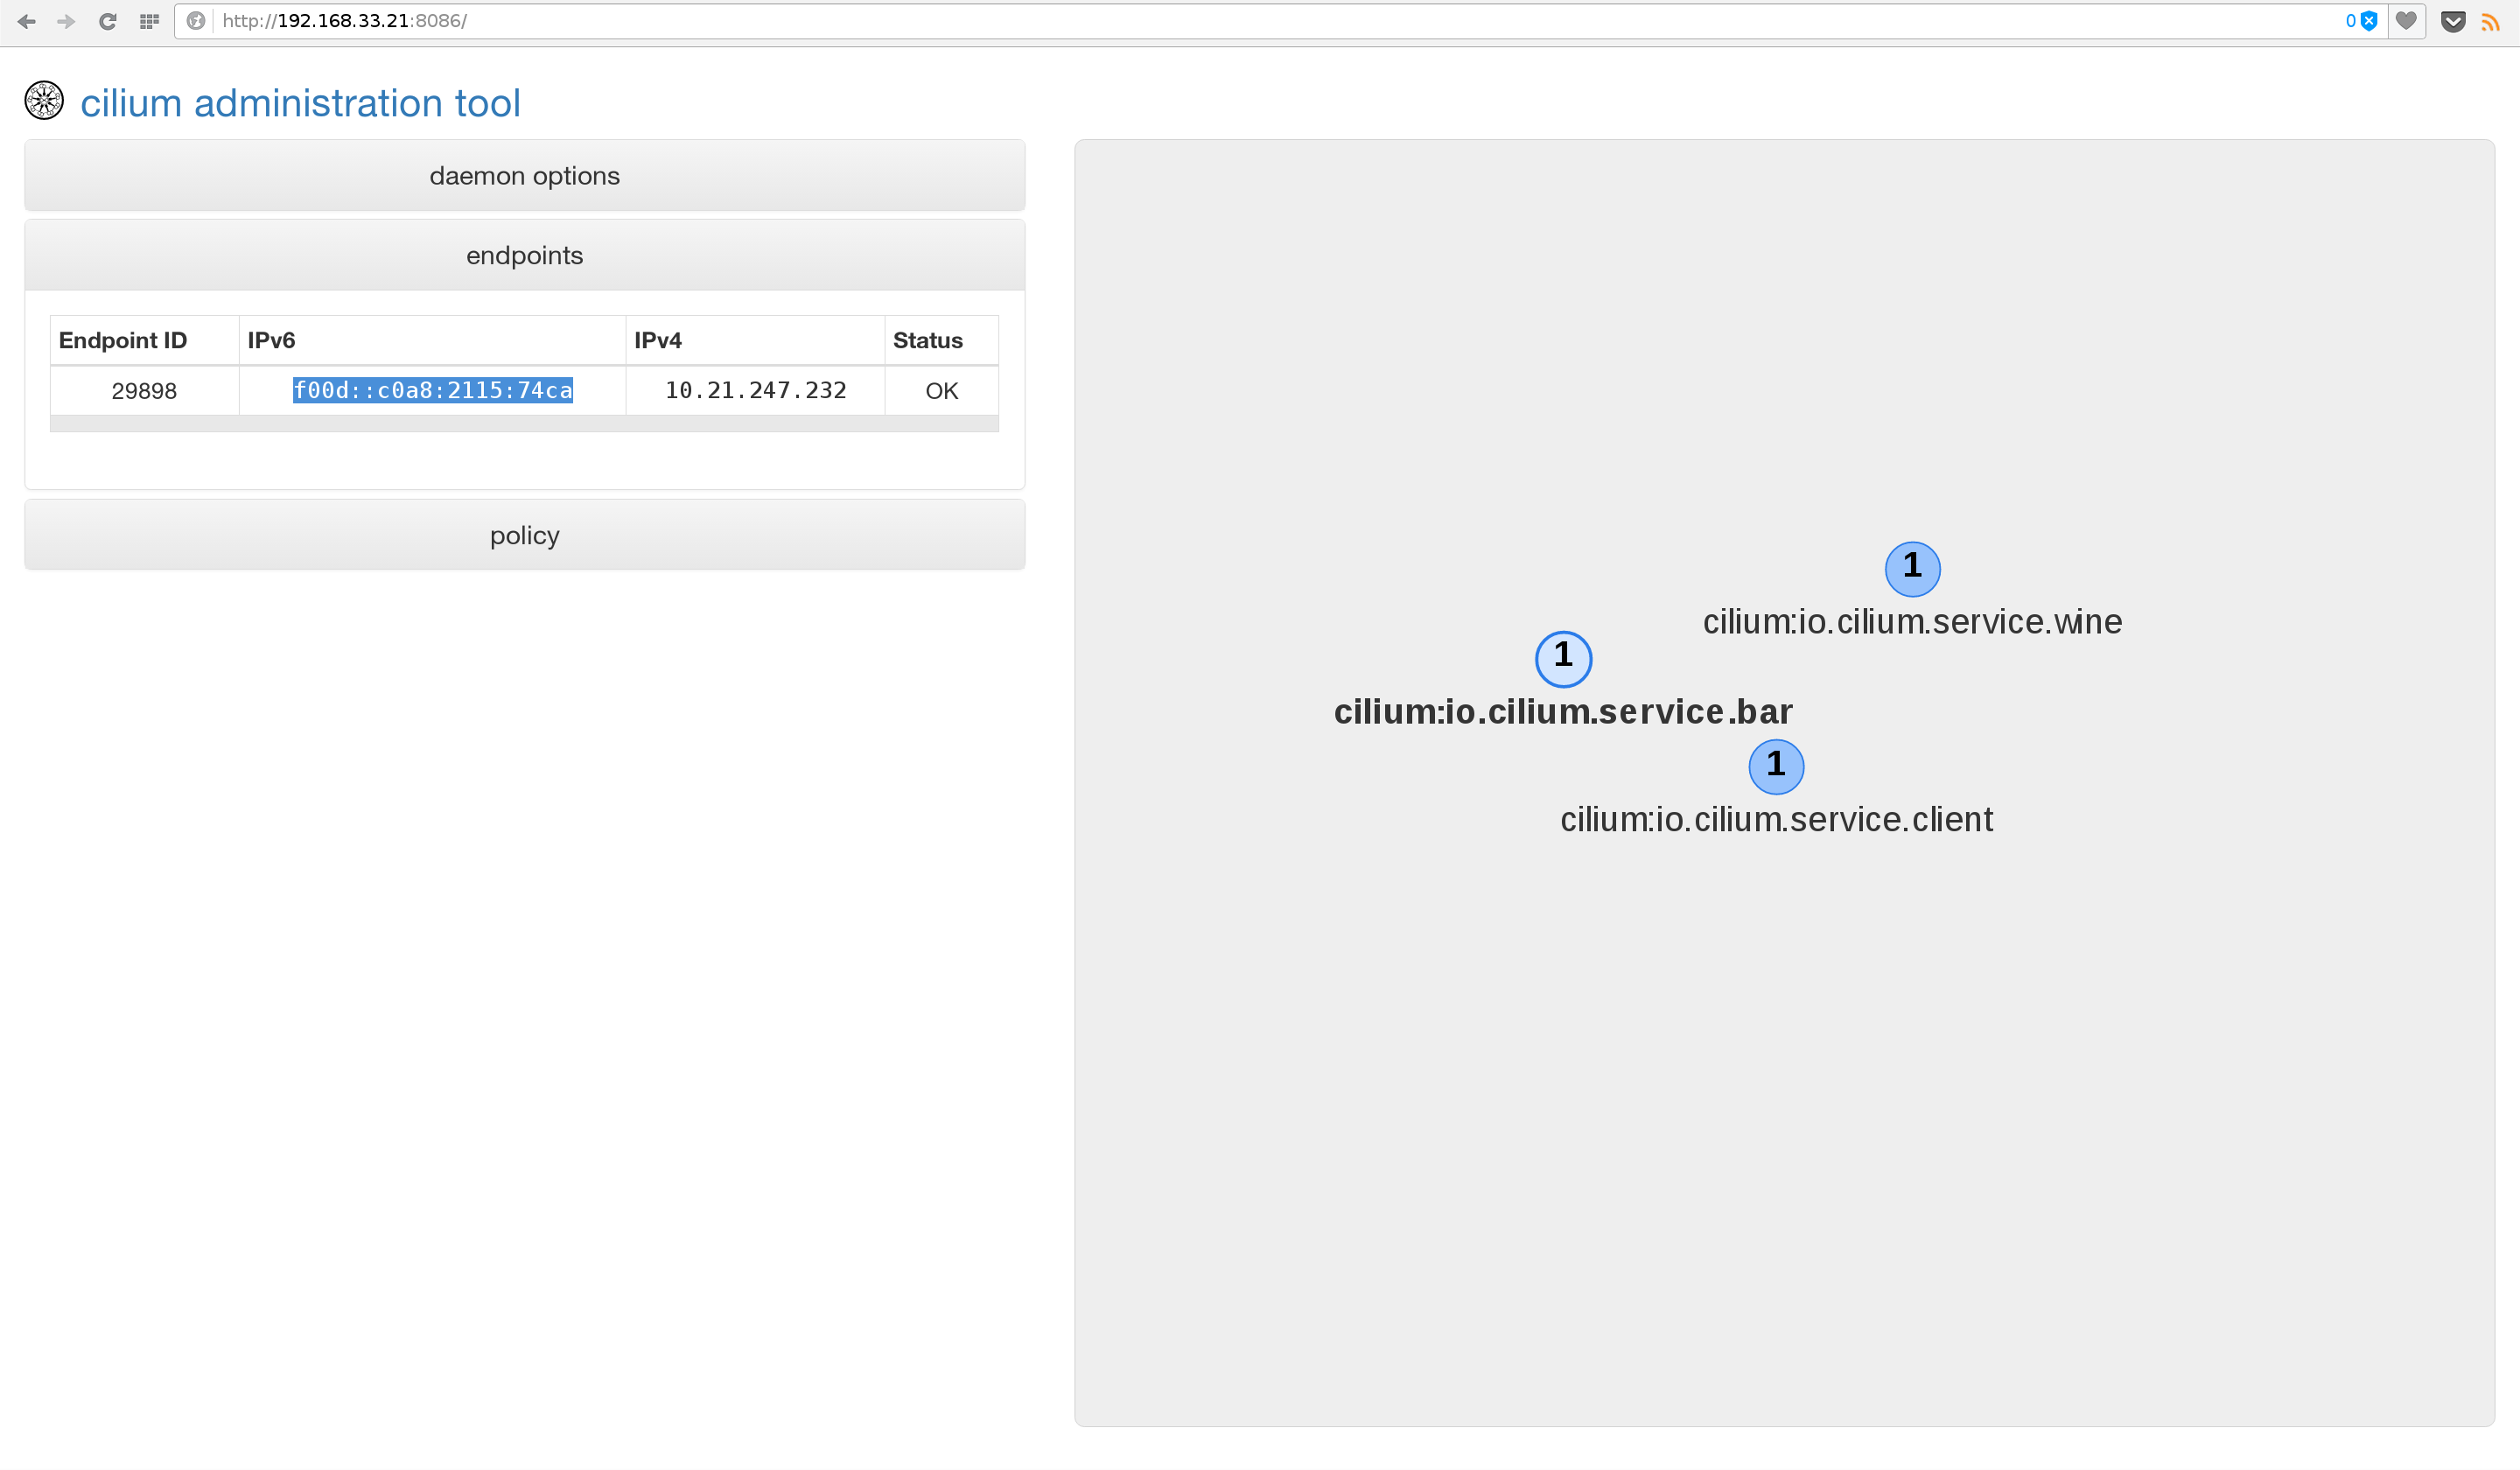 http://192.168.33.21:8086/ 0
cilium administration tool
daemon options
endpoints
Endpoint ID IPv6 IPv4 Status
29898 f00d::c0a8:2115:74ca 10.21.247.232 OK
policy
1
cilium:io.cilium.service.wine
1
cilium:io.cilium.service.bar
1
cilium:io.cilium.service.client